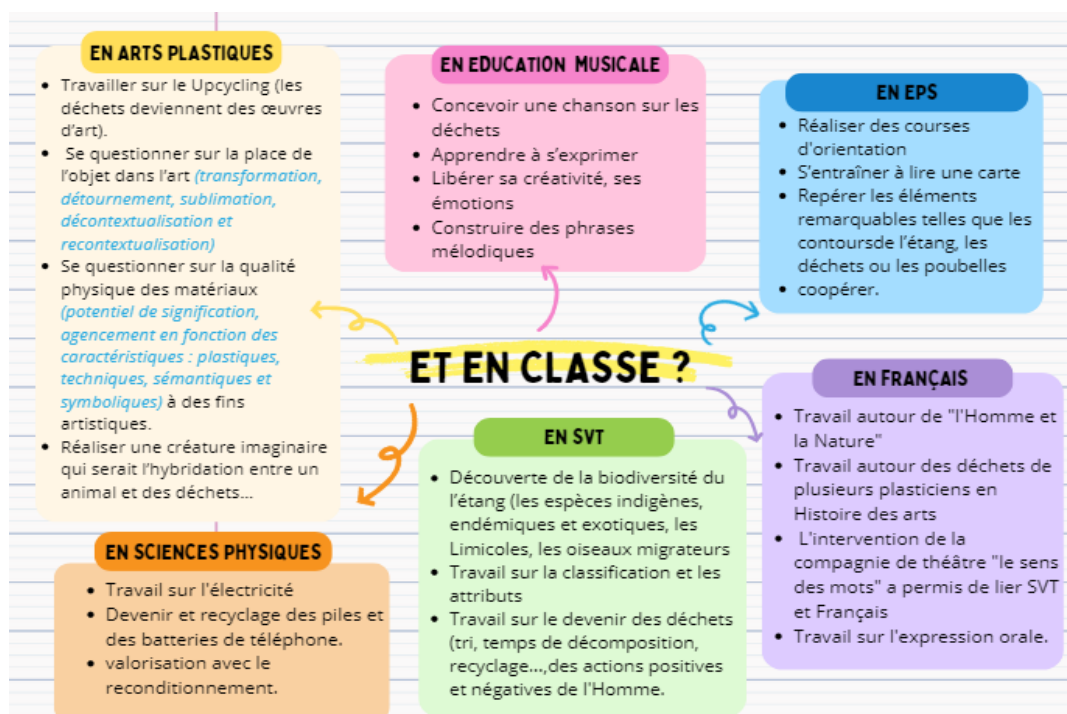 EN ARTS PLASTIQUES
Travailler sur le Upcycling (les
déchets deviennent des œuvres
d'art).
Se questionner sur la place de
l'objet dans l'art (transformation,
détournement, sublimation,
décontextualisation et
recontextualisation)
Se questionner sur la qualité
physique des matériaux
(potentiel de signification,
agencement en fonction des
caractéristiques : plastiques,
techniques, sémantiques et
symboliques) à des fins
artistiques.
Réaliser une créature imaginaire
qui serait l'hybridation entre un
animal et des déchets...
EN EDUCATION MUSICALE
Concevoir une chanson sur les
déchets
Apprendre à s'exprimer
Libérer sa créativité, ses
émotions
Construire des phrases
mélodiques
EN EPS
Réaliser des courses
d'orientation
S'entraîner à lire une carte
Repérer les éléments
remarquables telles que les
contoursde l'étang, les
déchets ou les poubelles
coopérer.
ET EN CLASSE ?
EN SCIENCES PHYSIQUES
Travail sur l'électricité
Devenir et recyclage des piles et
des batteries de téléphone.
valorisation avec le
reconditionnement.
EN SVT
Découverte de la biodiversité du
l'étang (les espèces indigènes,
endémiques et exotiques, les
Limicoles, les oiseaux migrateurs
Travail sur la classification et les
attributs
Travail sur le devenir des déchets
(tri, temps de décomposition,
recyclage...,des actions positives
et négatives de l'Homme.
EN FRANÇAIS
Travail autour de "l'Homme et
la Nature"
Travail autour des déchets de
plusieurs plasticiens en
Histoire des arts
L'intervention de la
compagnie de théâtre "le sens
des mots" a permis de lier SVT
et Français
Travail sur l'expression orale.